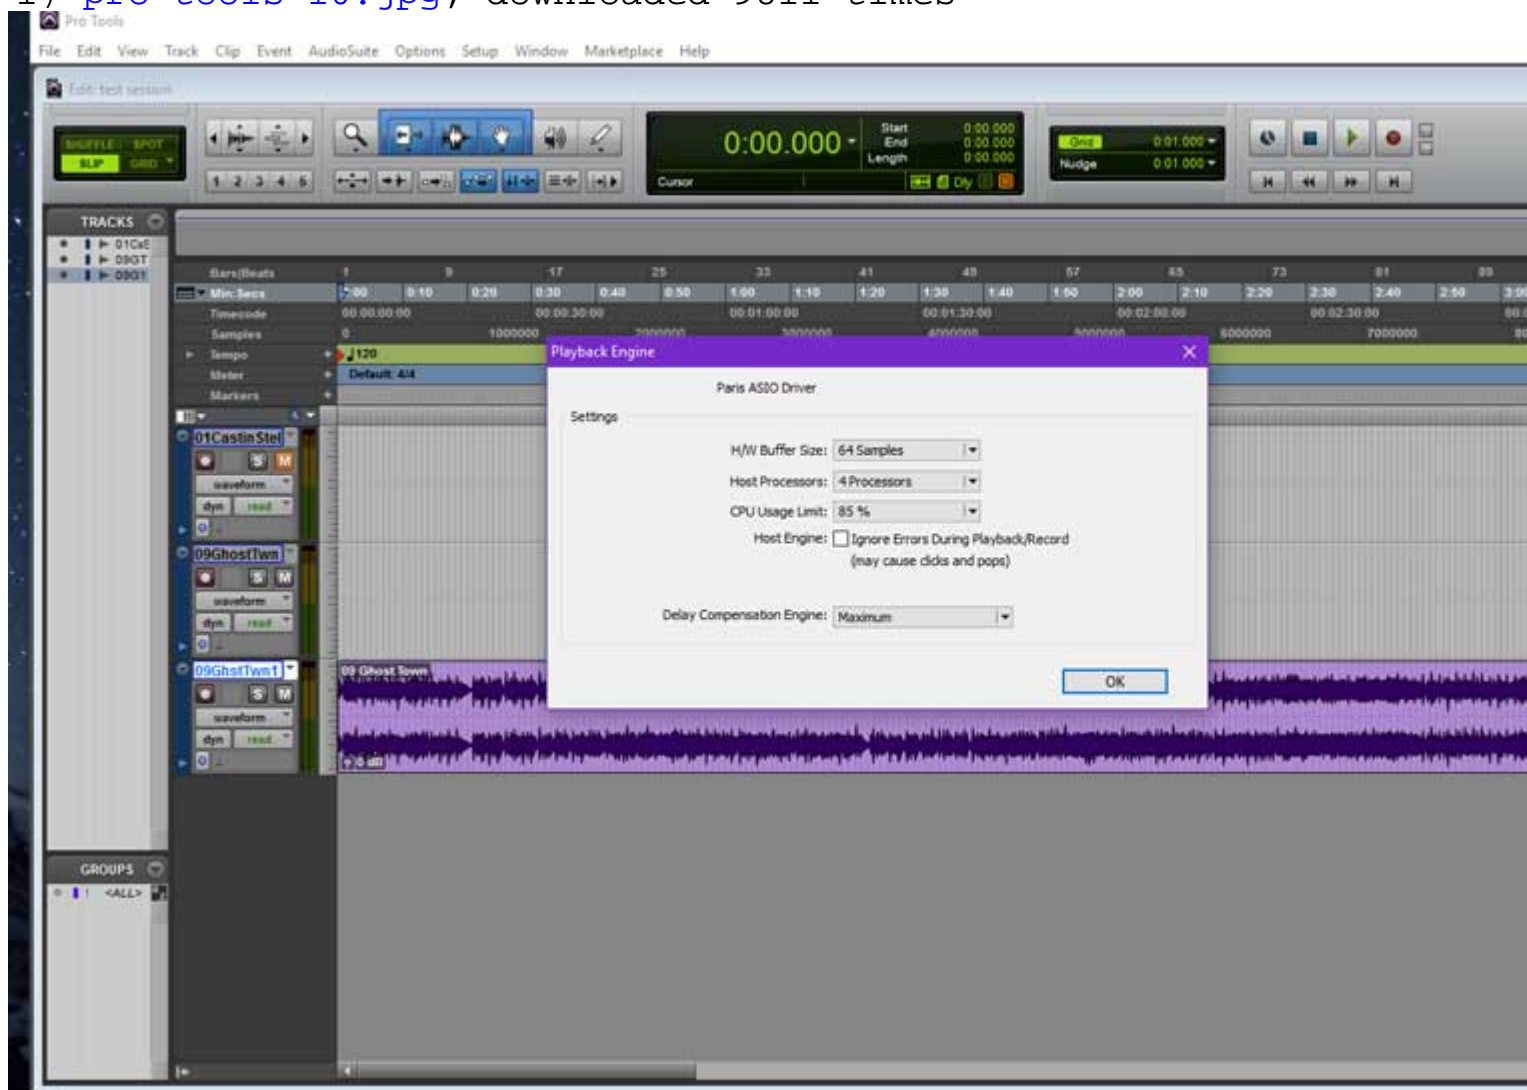 Pro Tools
File Edit View Track Clip Event AudioSuite Options Setup Window Marketplace Help
Edit: test session
SHUFFLE SPOT
SLIP GRID
1 2 3 4 5
0:00.000
Start 0:00.000
End 0:00.000
Length 0:00.000
Cursor
Dly
Grid 0:01.000
Nudge 0:01.000
TRACKS
01CsS
09GT
09GT
Bars|Beats 1 9 17 25 33 41 49 57 65 73 81 89
Min:Secs 0:00 0:10 0:20 0:30 0:40 0:50 1:00 1:10 1:20 1:30 1:40 1:50 2:00 2:10 2:20 2:30 2:40 2:50 3:00
Timecode 00:00:00:00 00:00:30:00 00:01:00:00 00:01:30:00 00:02:00:00 00:02:30:00
Samples 0 1000000 2000000 3000000 4000000 5000000 6000000 7000000
Tempo 120
Meter Default: 4/4
Markers
Playback Engine
Paris ASIO Driver
Settings
H/W Buffer Size: 64 Samples
Host Processors: 4 Processors
CPU Usage Limit: 85 %
Host Engine: Ignore Errors During Playback/Record
(may cause clicks and pops)
Delay Compensation Engine: Maximum
OK
01CastinStel
S M
waveform
dyn read
09GhostTwn
S M
waveform
dyn read
09GhstTwn1
S M
waveform
dyn read
09 Ghost Town
0 dB
GROUPS
! <ALL>